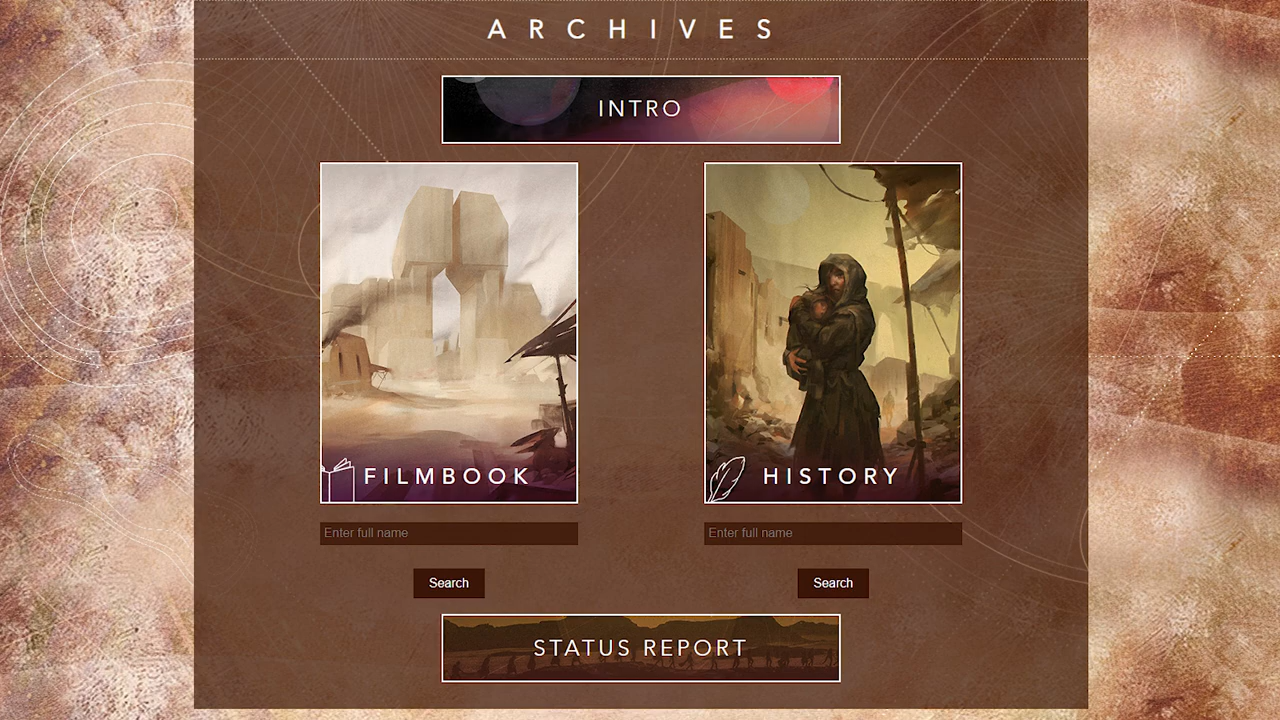 ARCHIVES
INTRO
FILMBOOK
HISTORY
Enter full name
Enter full name
Search
Search
STATUS REPORT